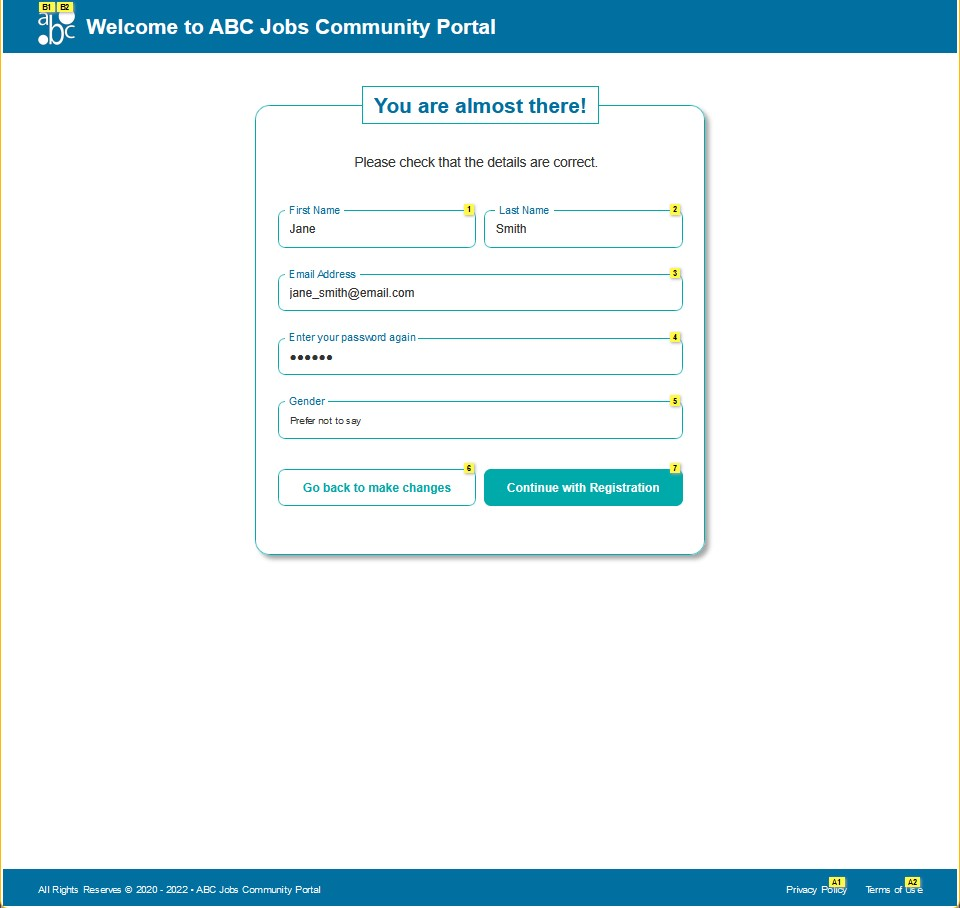 B1 B2
abc
Welcome to ABC Jobs Community Portal
You are almost there!
Please check that the details are correct.
First Name 1
Jane
Last Name 2
Smith
Email Address 3
jane_smith@email.com
Enter your password again 4
••••••
Gender 5
Prefer not to say
6
Go back to make changes
7
Continue with Registration
A1 A2
All Rights Reserves © 2020 - 2022 • ABC Jobs Community Portal
Privacy Policy Terms of use